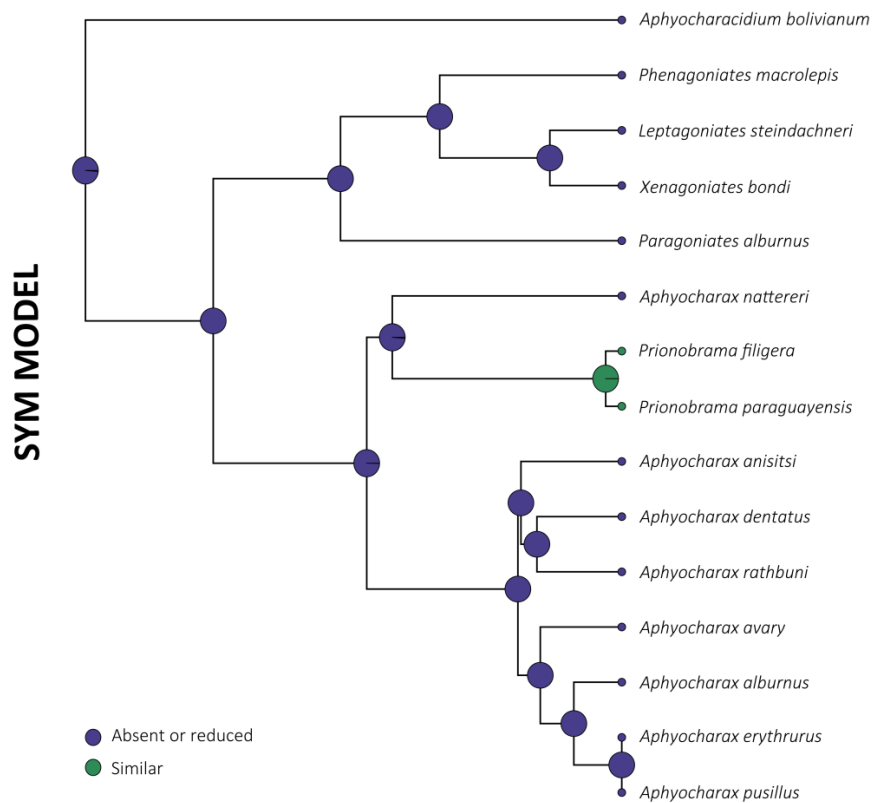 SYM MODEL
Aphyocharacidium bolivianum
Phenagoniates macrolepis
Leptagoniates steindachneri
Xenagoniates bondi
Paragoniates alburnus
Aphyocharax nattereri
Prionobrama filigera
Prionobrama paraguayensis
Aphyocharax anisitsi
Aphyocharax dentatus
Aphyocharax rathbuni
Aphyocharax avary
Aphyocharax alburnus
Aphyocharax erythrurus
Aphyocharax pusillus
Absent or reduced
Similar